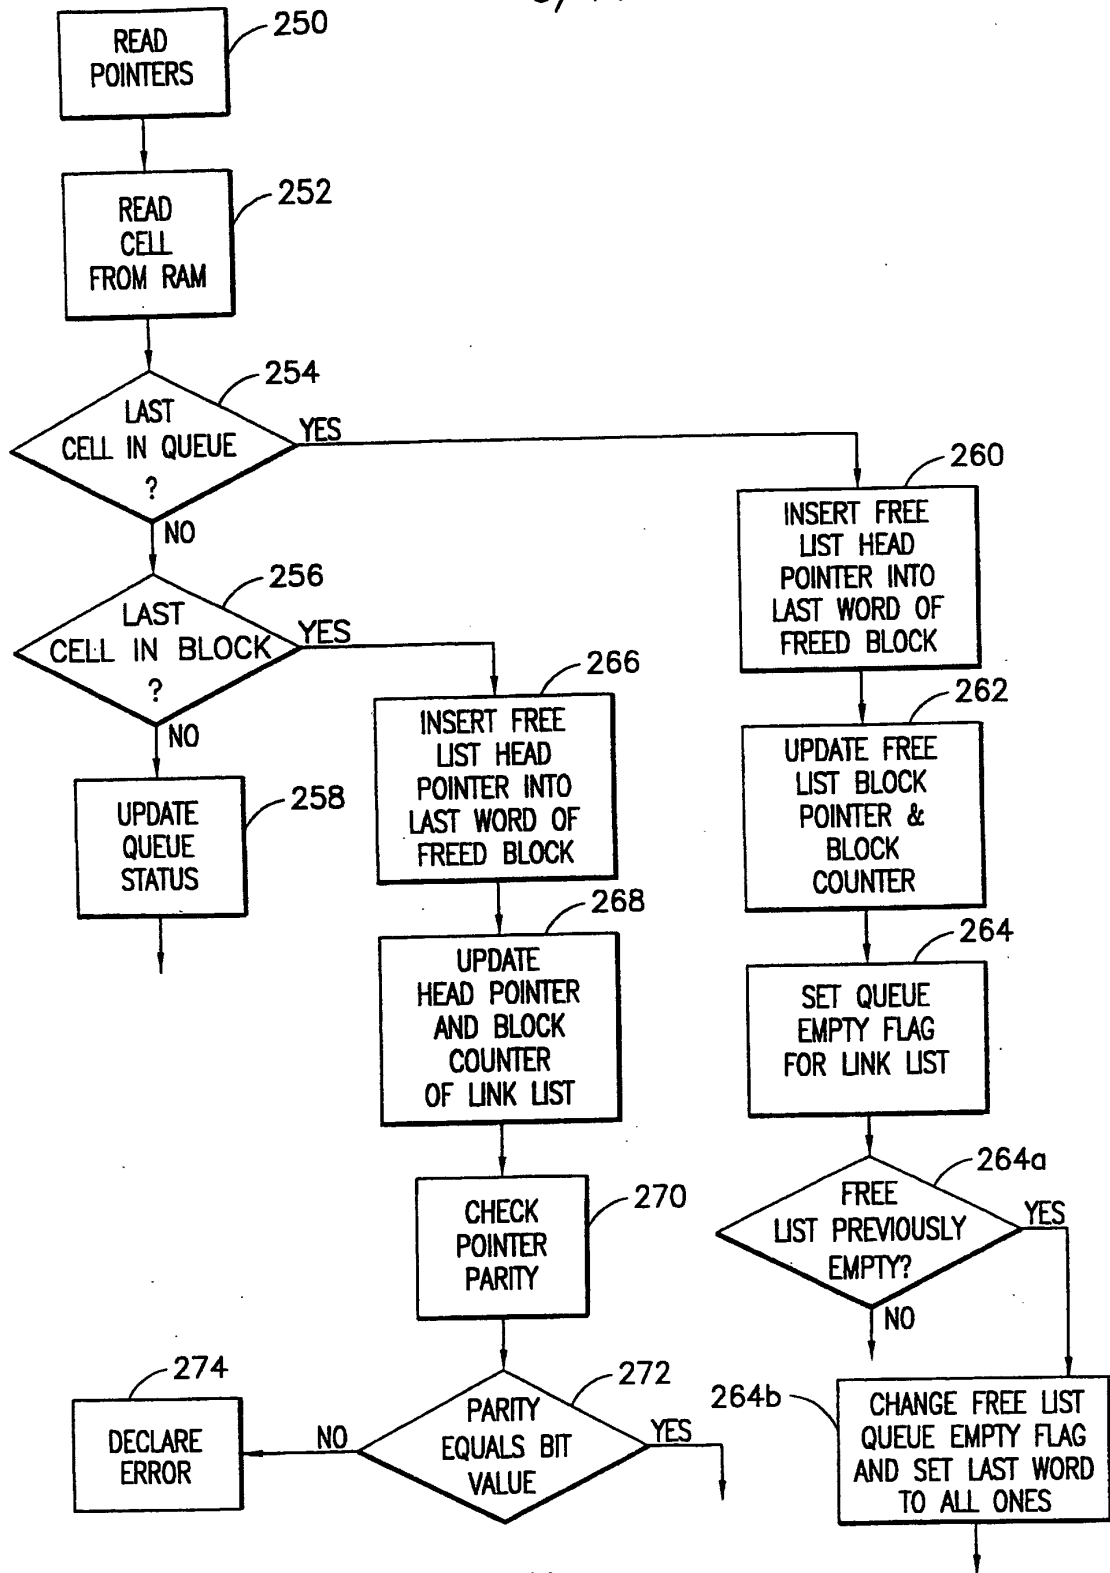 250
READ
POINTERS
252
READ
CELL
FROM RAM
254
LAST
CELL IN QUEUE
?
YES
NO
256
LAST
CELL IN BLOCK
?
YES
NO
258
UPDATE
QUEUE
STATUS
260
INSERT FREE
LIST HEAD
POINTER INTO
LAST WORD OF
FREED BLOCK
262
UPDATE FREE
LIST BLOCK
POINTER &
BLOCK
COUNTER
264
SET QUEUE
EMPTY FLAG
FOR LINK LIST
264a
FREE
LIST PREVIOUSLY
EMPTY?
YES
NO
264b
CHANGE FREE LIST
QUEUE EMPTY FLAG
AND SET LAST WORD
TO ALL ONES
266
INSERT FREE
LIST HEAD
POINTER INTO
LAST WORD OF
FREED BLOCK
268
UPDATE
HEAD POINTER
AND BLOCK
COUNTER
OF LINK LIST
270
CHECK
POINTER
PARITY
272
PARITY
EQUALS BIT
VALUE
YES
NO
274
DECLARE
ERROR